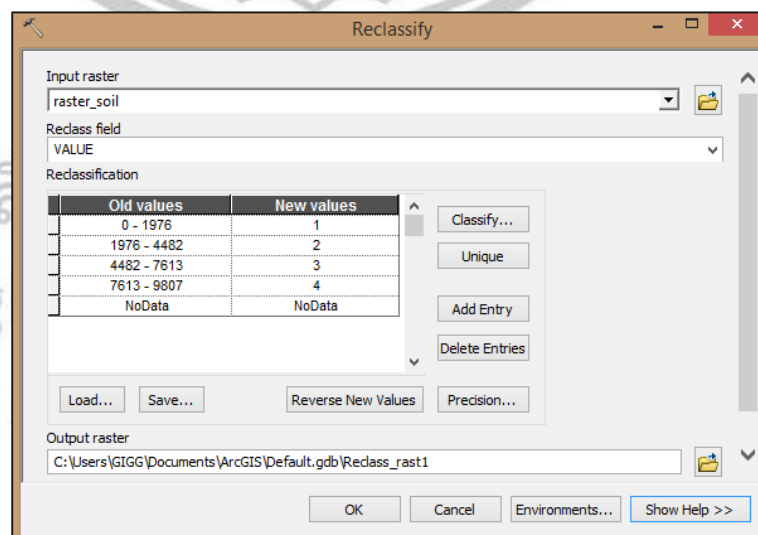 Reclassify
Input raster
raster_soil
Reclass field
VALUE
Reclassification
Old values New values
0 - 1976 1
1976 - 4482 2
4482 - 7613 3
7613 - 9807 4
NoData NoData
Classify...
Unique
Add Entry
Delete Entries
Load... Save... Reverse New Values Precision...
Output raster
C:\Users\GIGG\Documents\ArcGIS\Default.gdb\Reclass_rast1
OK Cancel Environments... Show Help >>